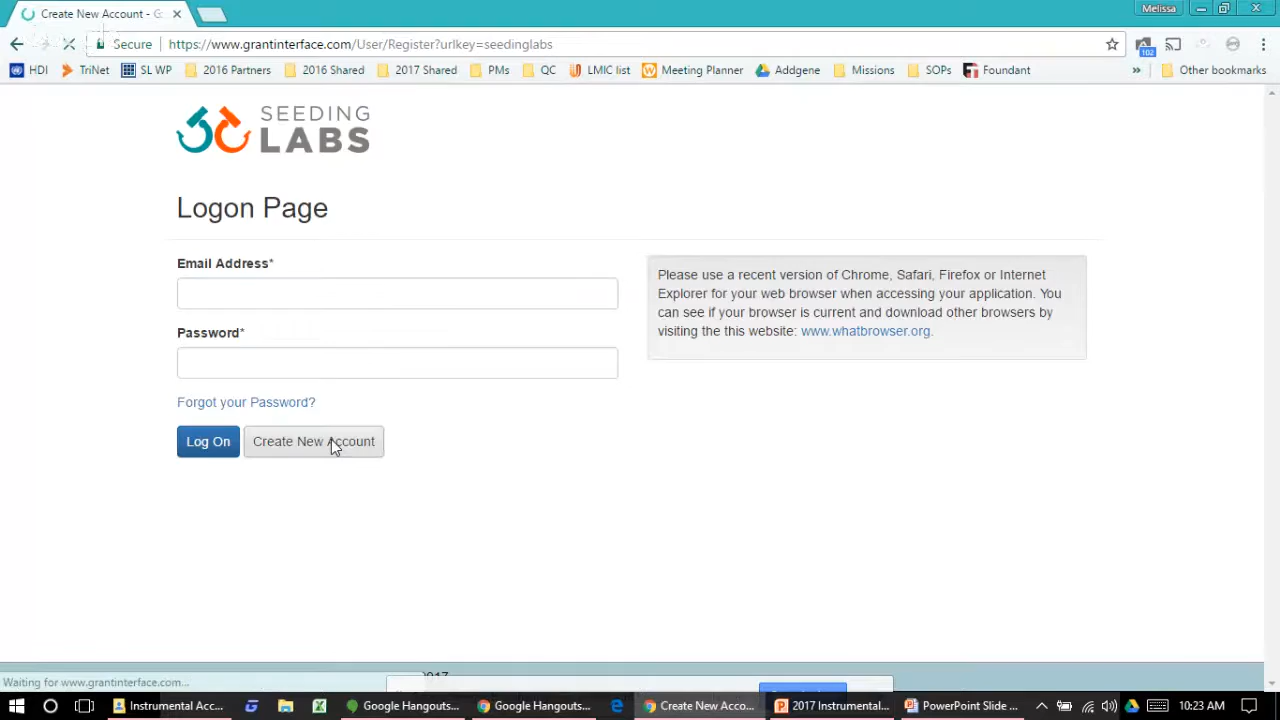 Create New Account - G
Melissa
Secure
https://www.grantinterface.com/User/Register?urlkey=seedinglabs
102
HDI
TriNet
SL WP
2016 Partners
2016 Shared
2017 Shared
PMs
QC
LMIC list
Meeting Planner
Addgene
Missions
SOPs
Foundant
»
Other bookmarks
SEEDING
LABS
Logon Page
Email Address*
Please use a recent version of Chrome, Safari, Firefox or Internet
Explorer for your web browser when accessing your application. You
can see if your browser is current and download other browsers by
visiting the this website: www.whatbrowser.org.
Password*
Forgot your Password?
Log On
Create New Account
Waiting for www.grantinterface.com...
2017
Instrumental Acc...
Google Hangouts...
Google Hangouts...
Create New Acco...
2017 Instrumental...
PowerPoint Slide ...
10:23 AM